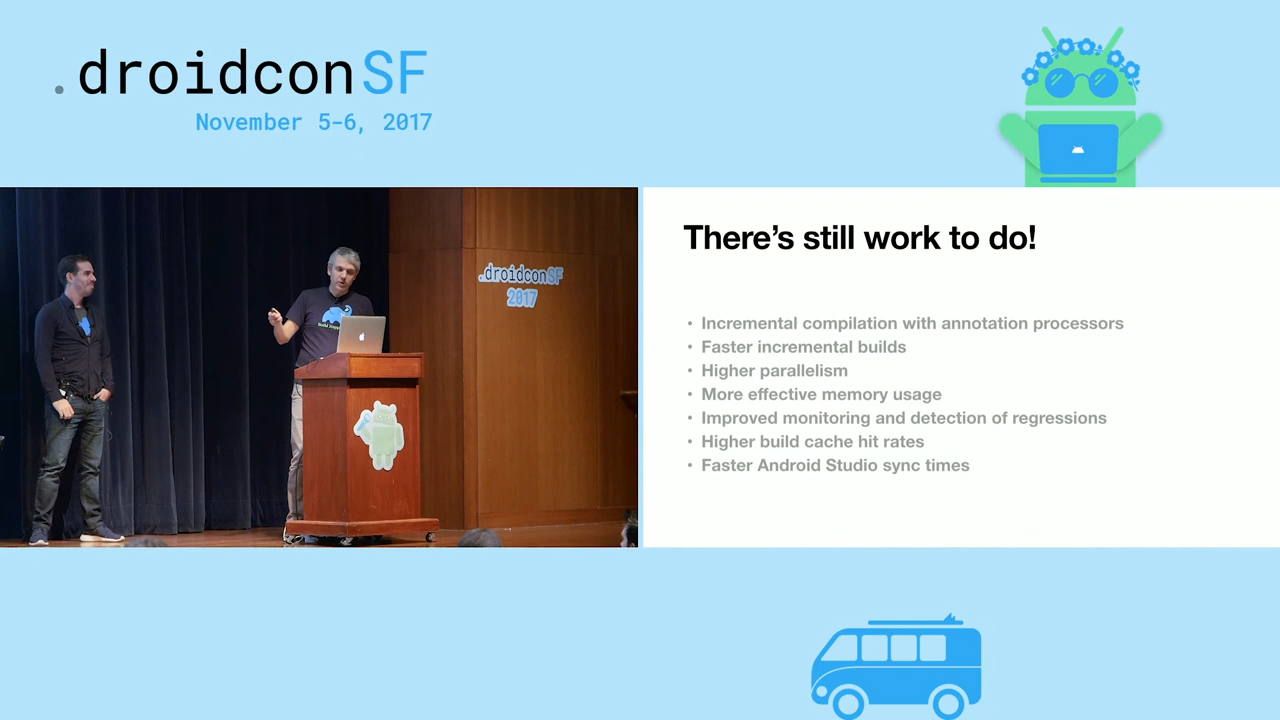 .droidconSF
November 5-6, 2017
.droidconSF
2017
There's still work to do!
• Incremental compilation with annotation processors
• Faster incremental builds
• Higher parallelism
• More effective memory usage
• Improved monitoring and detection of regressions
• Higher build cache hit rates
• Faster Android Studio sync times